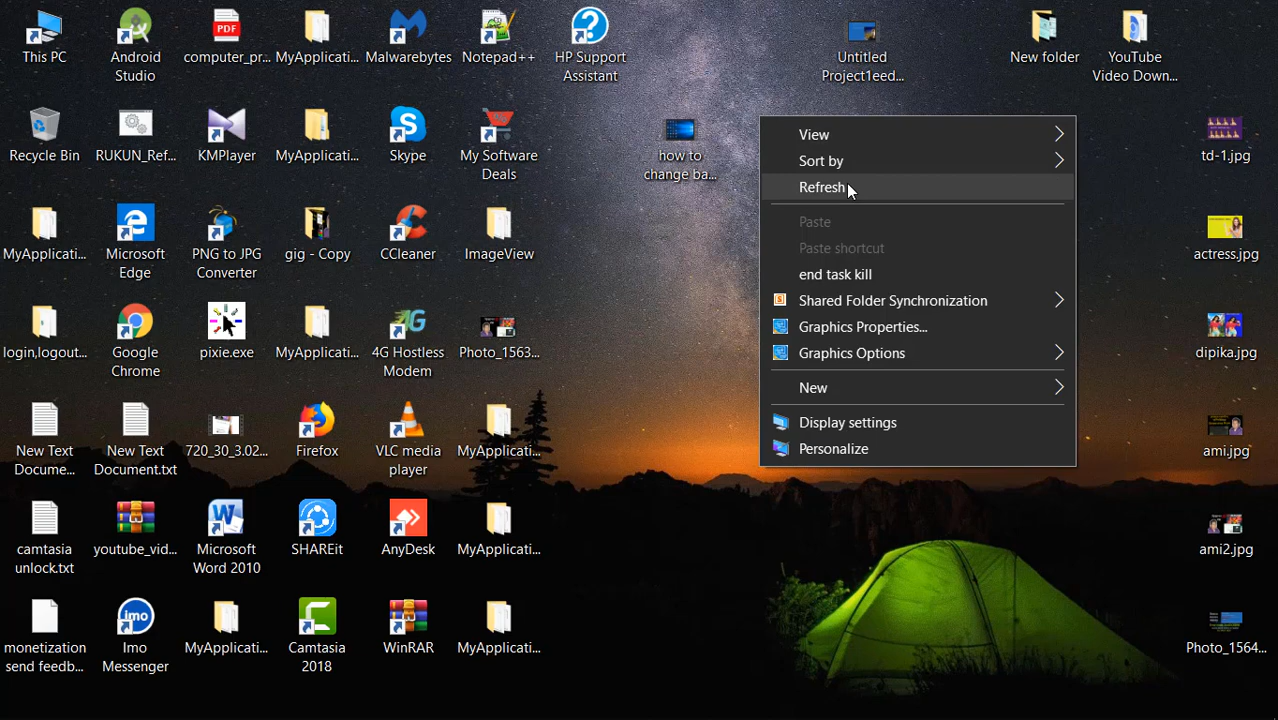 This PC
Android
Studio
computer_pr...
MyApplicati...
Malwarebytes
Notepad++
HP Support
Assistant
Untitled
Project1eed...
New folder
YouTube
Video Down...
Recycle Bin
RUKUN_Ref...
KMPlayer
MyApplicati...
Skype
My Software
Deals
how to
change ba...
td-1.jpg
MyApplicati...
Microsoft
Edge
PNG to JPG
Converter
gig - Copy
CCleaner
ImageView
actress.jpg
login,logout...
Google
Chrome
pixie.exe
MyApplicati...
4G Hostless
Modem
Photo_1563...
dipika.jpg
New Text
Docume...
New Text
Document.txt
720_30_3.02...
Firefox
VLC media
player
MyApplicati...
ami.jpg
camtasia
unlock.txt
youtube_vid...
Microsoft
Word 2010
SHAREit
AnyDesk
MyApplicati...
ami2.jpg
monetization
send feedb...
Imo
Messenger
MyApplicati...
Camtasia
2018
WinRAR
MyApplicati...
Photo_1564...
View
Sort by
Refresh
Paste
Paste shortcut
end task kill
Shared Folder Synchronization
Graphics Properties...
Graphics Options
New
Display settings
Personalize
PDF
imo
4G